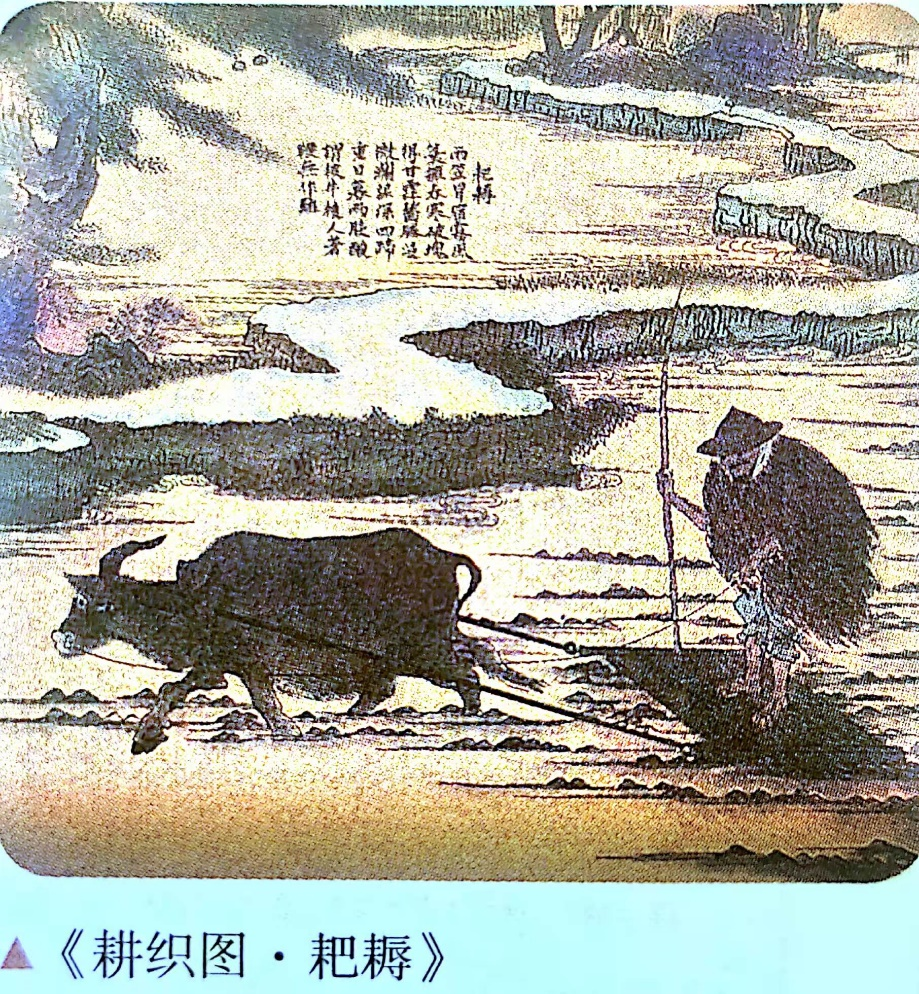 耙耨
雨笠冒宿霧風
蓑擁春寒破塊
得甘霪嚙塍浸
微瀾泥深四蹄
重日暮兩股酸
謂彼牛後人著
鞭無作難
▲《耕织图·耙耨》